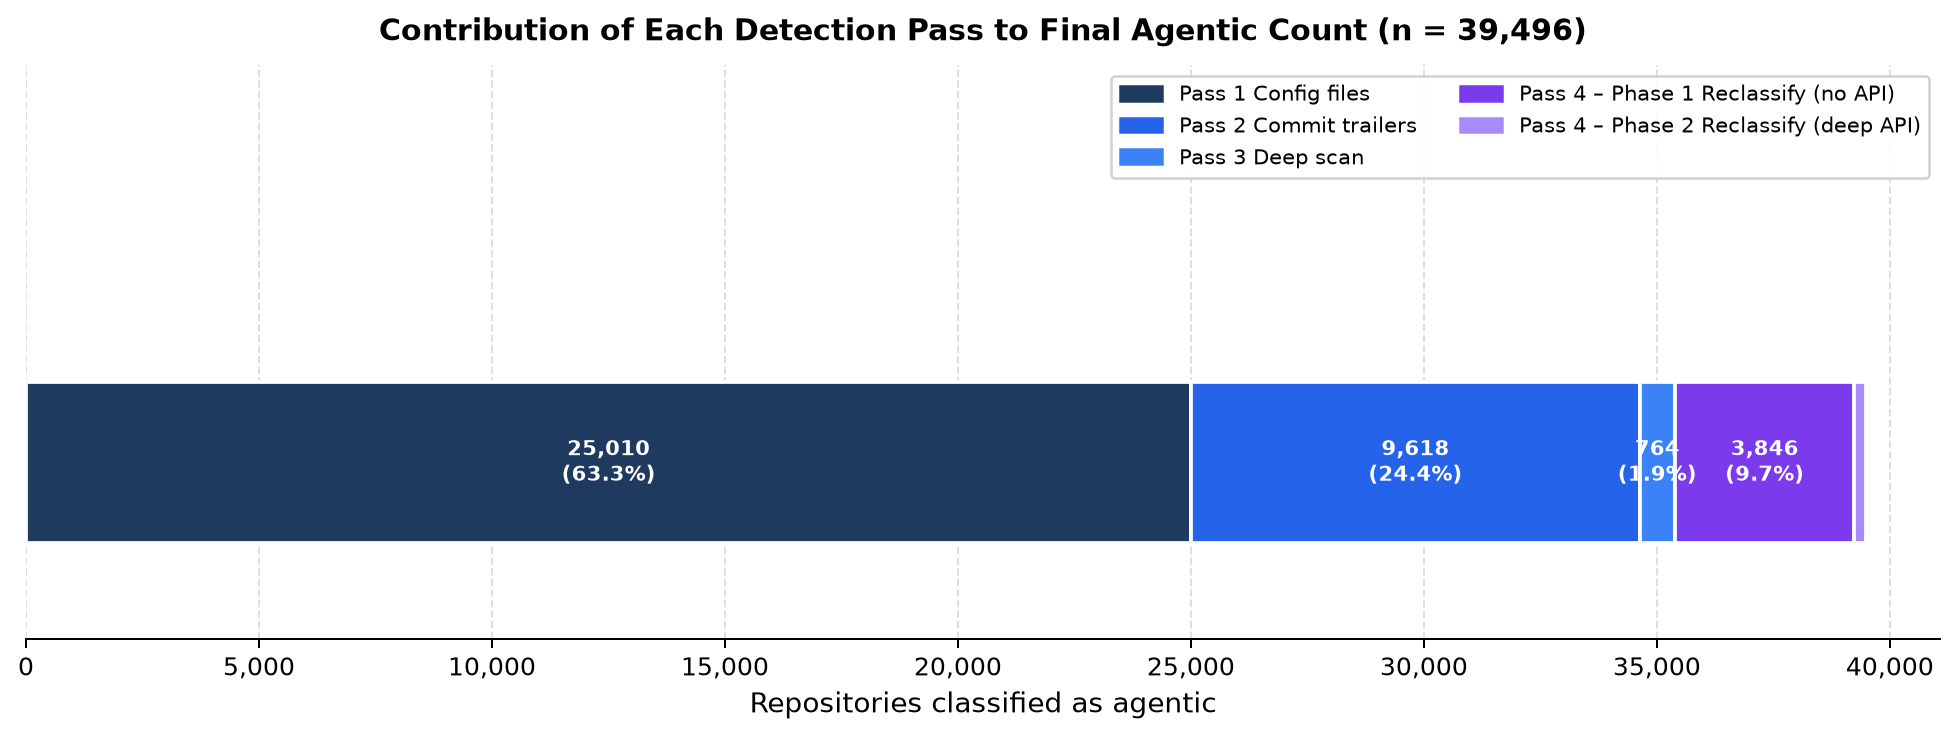 Contribution of Each Detection Pass to Final Agentic Count (n = 39,496)
Pass 1 Config files
Pass 2 Commit trailers
Pass 3 Deep scan
Pass 4 – Phase 1 Reclassify (no API)
Pass 4 – Phase 2 Reclassify (deep API)
25,010
(63.3%)
9,618
(24.4%)
764
(1.9%)
3,846
(9.7%)
0
5,000
10,000
15,000
20,000
25,000
30,000
35,000
40,000
Repositories classified as agentic